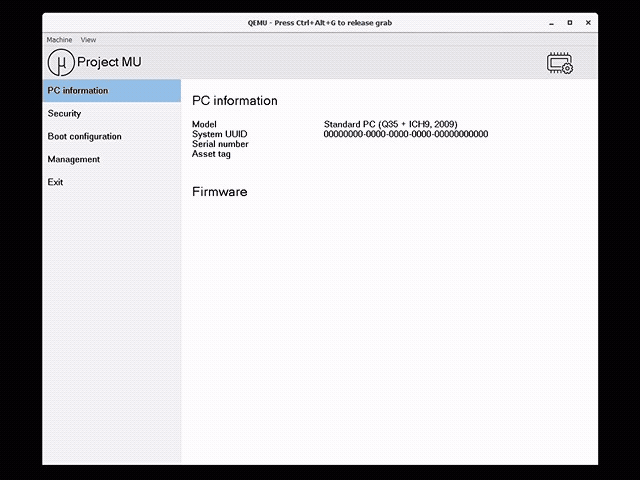 QEMU - Press Ctrl+Alt+G to release grab
Machine View
μ Project MU
PC information
Security
Boot configuration
Management
Exit
PC information
Model Standard PC (Q35 + ICH9, 2009)
System UUID 00000000-0000-0000-0000-00000000000
Serial number
Asset tag
Firmware